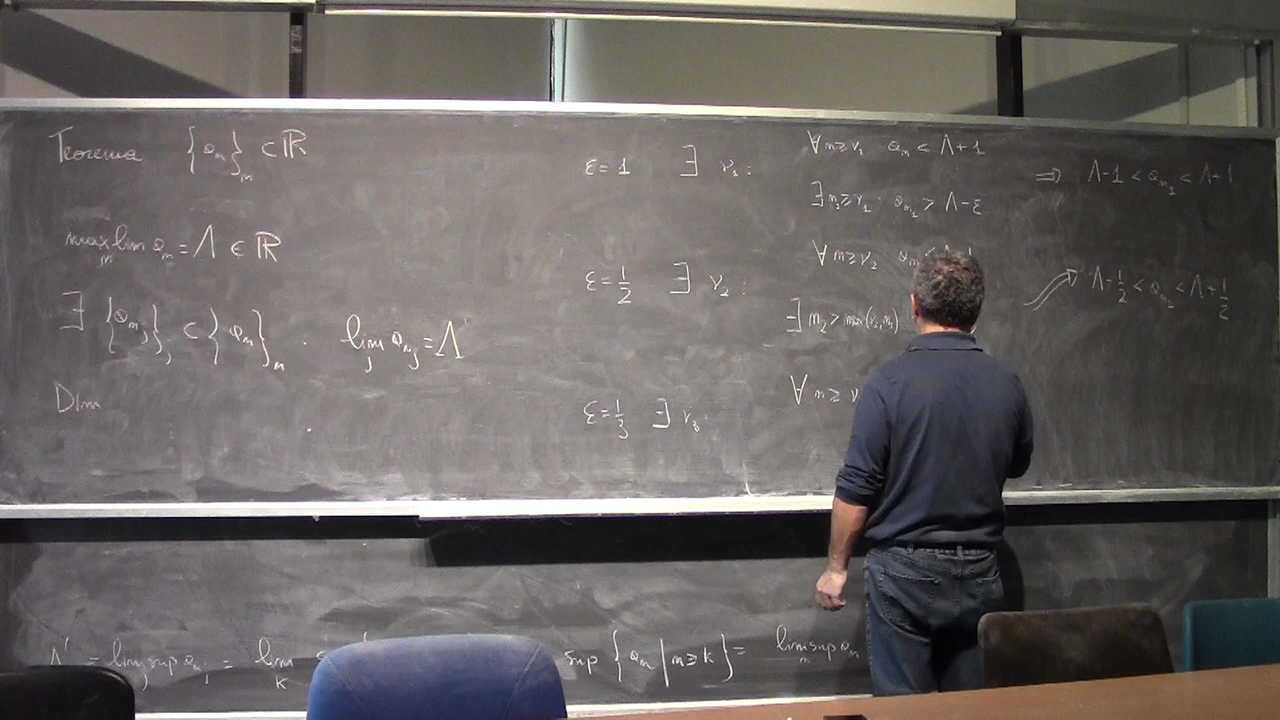 Teorema {a_n}_n ⊂ ℝ
max lim_n a_n = Λ ∈ ℝ
∃ {a_{n_j}}_j ⊂ {a_n}_n : lim_j a_{n_j} = Λ
Dim
ε = 1 ∃ ν_1 : ∀ n ≥ ν_1 a_n < Λ + 1
∃ n_1 ≥ ν_1 : a_{n_1} > Λ - ε
⇒ Λ - 1 < a_{n_1} < Λ + 1
ε = 1/2 ∃ ν_2 : ∀ n ≥ ν_2 a_n <
∃ n_2 > max(ν_2, n_1)
Λ - 1/2 < a_{n_2} < Λ + 1/2
ε = 1/3 ∃ ν_3 : ∀ n ≥ ν
Λ' = lim sup_j a_n = lim_k
sup { a_n | n ≥ k } = lim sup_n a_n